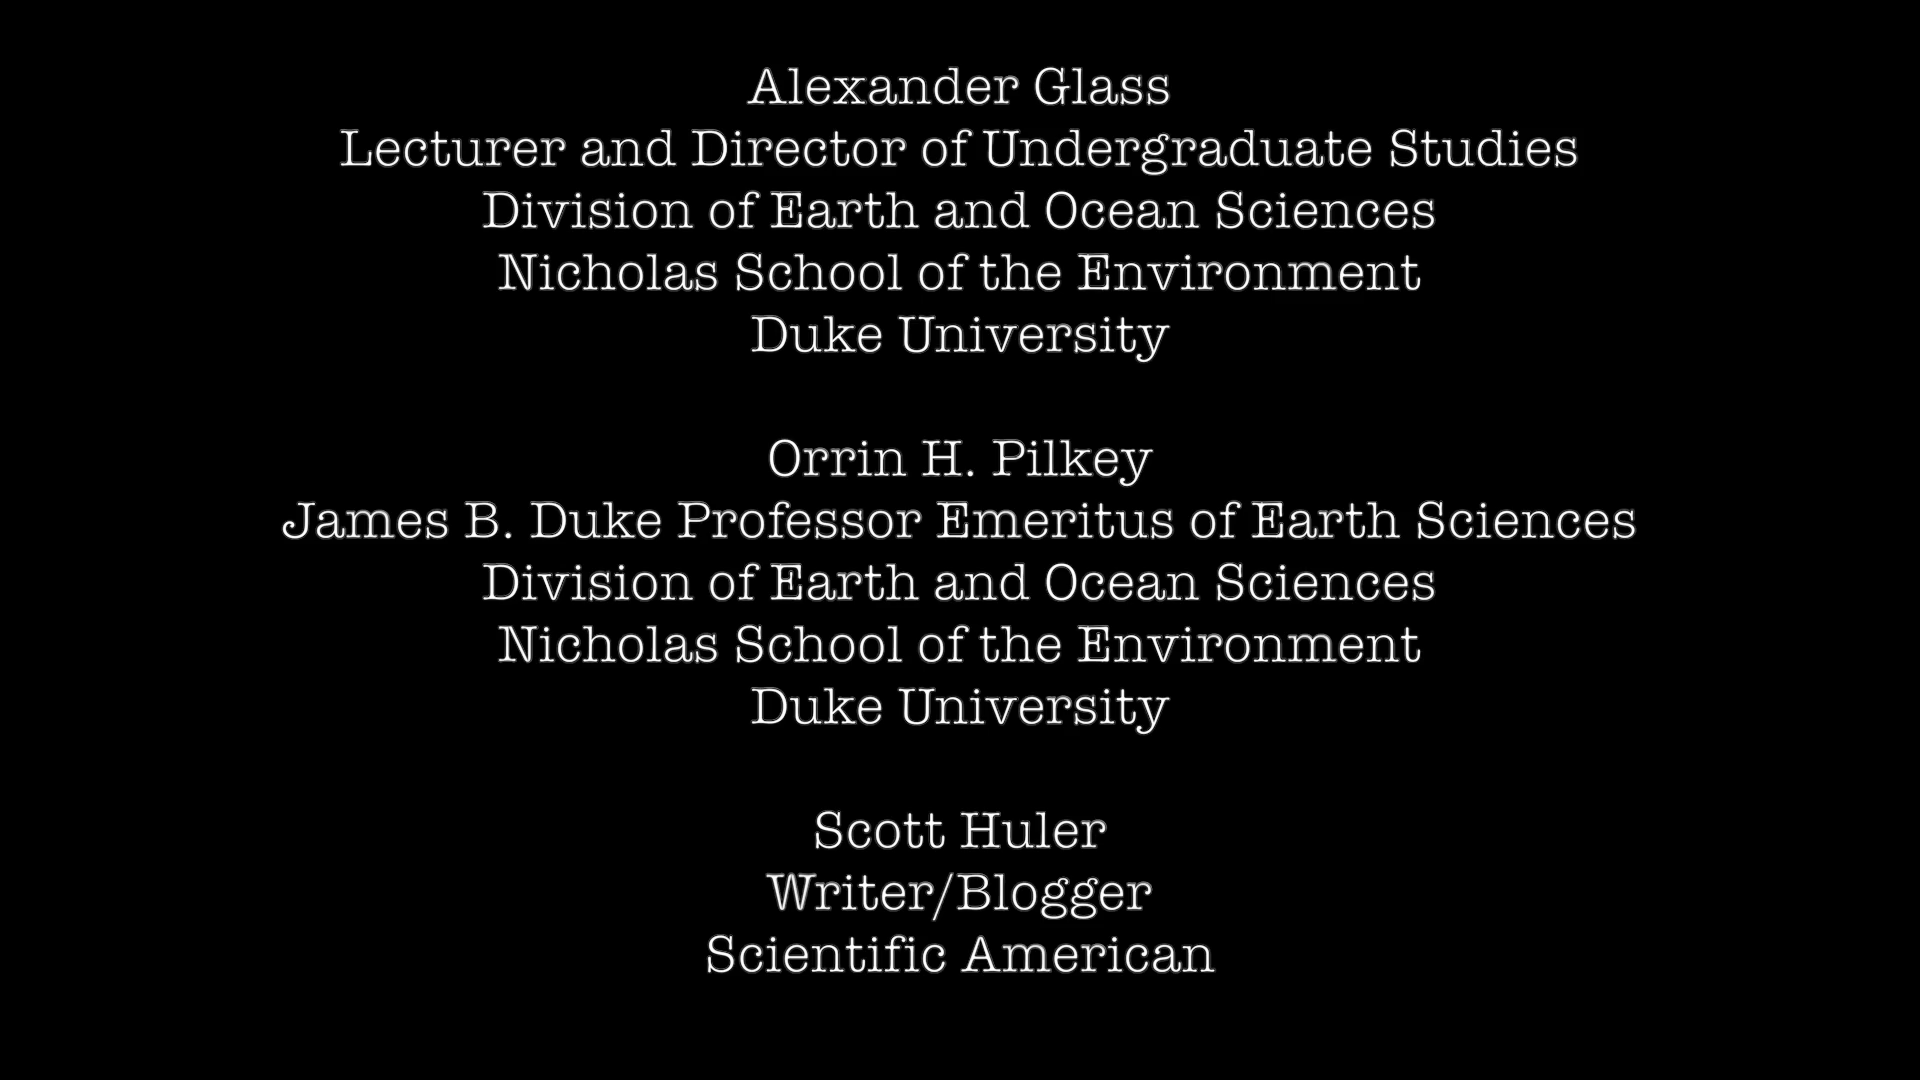 Alexander Glass
Lecturer and Director of Undergraduate Studies
Division of Earth and Ocean Sciences
Nicholas School of the Environment
Duke University
Orrin H. Pilkey
James B. Duke Professor Emeritus of Earth Sciences
Division of Earth and Ocean Sciences
Nicholas School of the Environment
Duke University
Scott Huler
Writer/Blogger
Scientific American